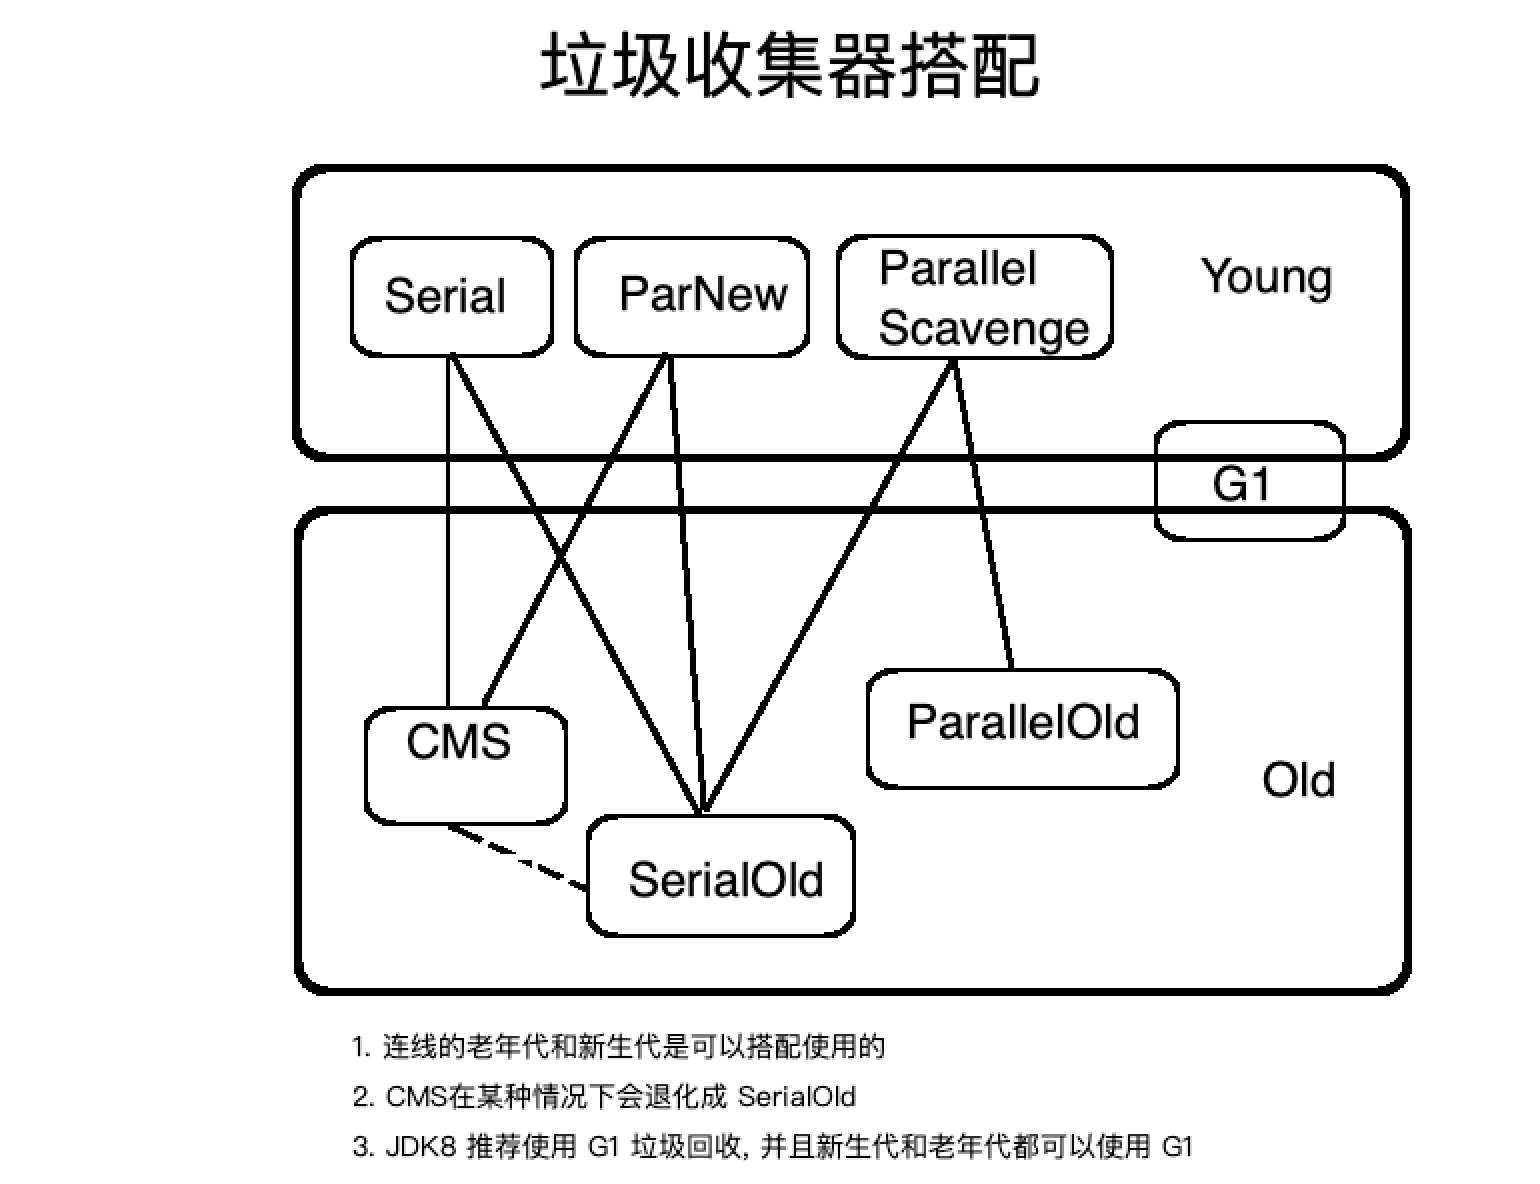 垃圾收集器搭配
Serial
ParNew
Parallel
Scavenge
Young
G1
CMS
ParallelOld
Old
SerialOld
1. 连线的老年代和新生代是可以搭配使用的
2. CMS在某种情况下会退化成 SerialOld
3. JDK8 推荐使用 G1 垃圾回收, 并且新生代和老年代都可以使用 G1